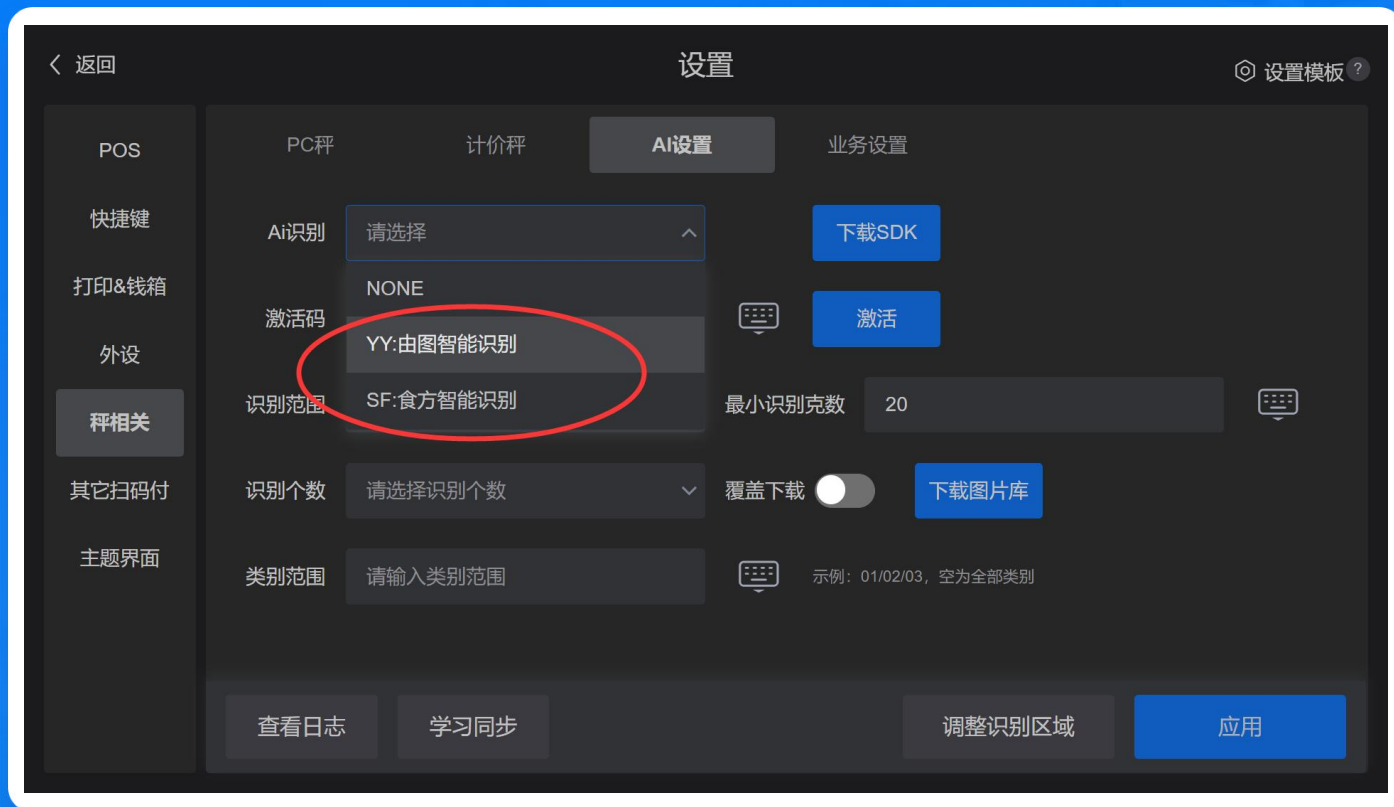 返回
设置
设置模板 ?
POS
快捷键
打印&钱箱
外设
秤相关
其它扫码付
主题界面
PC秤
计价秤
AI设置
业务设置
Ai识别 请选择 下载SDK
NONE
激活码 激活
YY:由图智能识别
识别范围 SF:食方智能识别 最小识别克数 20
识别个数 请选择识别个数 覆盖下载 下载图片库
类别范围 请输入类别范围 示例：01/02/03，空为全部类别
查看日志 学习同步 调整识别区域 应用